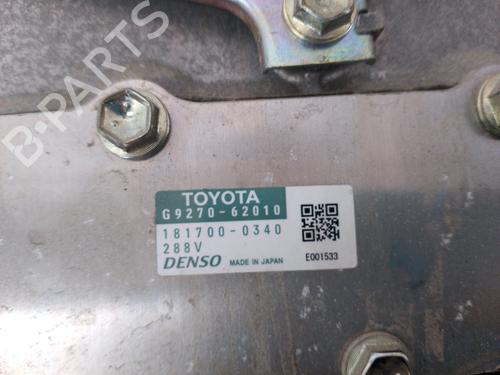 B-PARTS
TOYOTA
G9270-62010
181700-0340
288V
DENSO MADE IN JAPAN
E001533